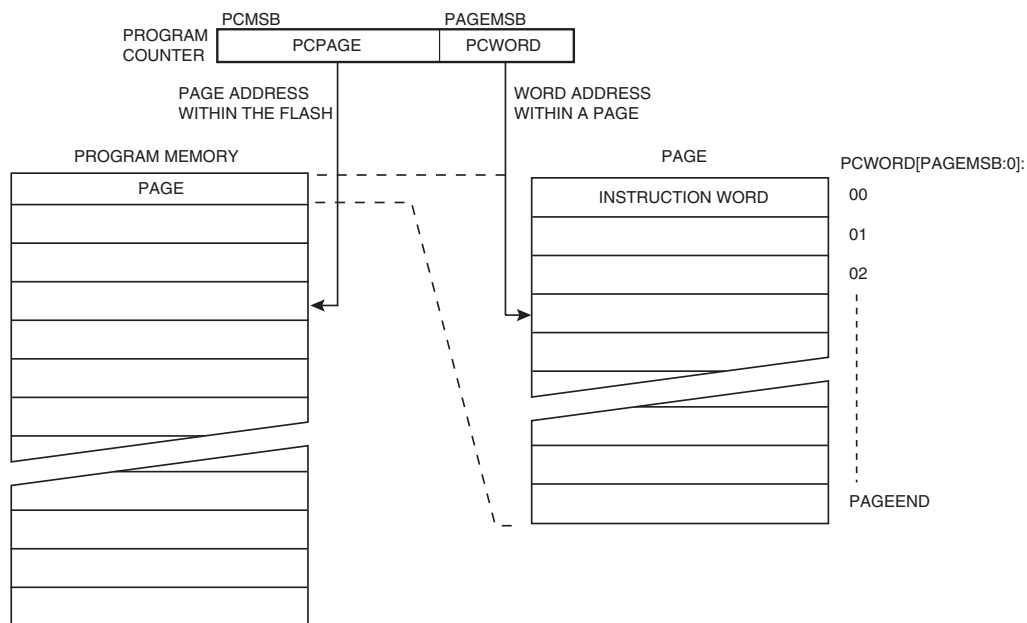 PCMSB
PAGEMSB
PROGRAM
COUNTER
PCPAGE
PCWORD
PAGE ADDRESS
WITHIN THE FLASH
WORD ADDRESS
WITHIN A PAGE
PROGRAM MEMORY
PAGE
PCWORD[PAGEMSB:0]:
PAGE
INSTRUCTION WORD
00
01
02
PAGEEND